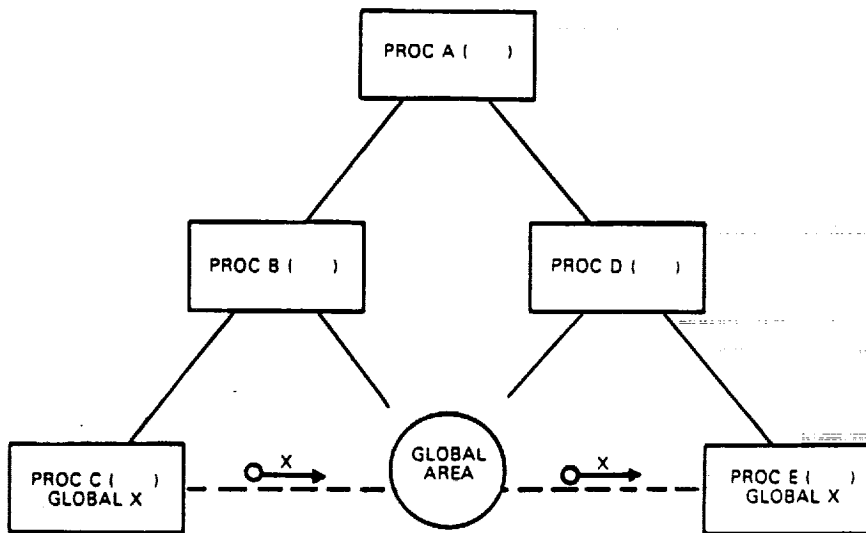 PROC A ( )
PROC B ( )
PROC D ( )
PROC C ( )
GLOBAL X
X
GLOBAL
AREA
X
PROC E ( )
GLOBAL X